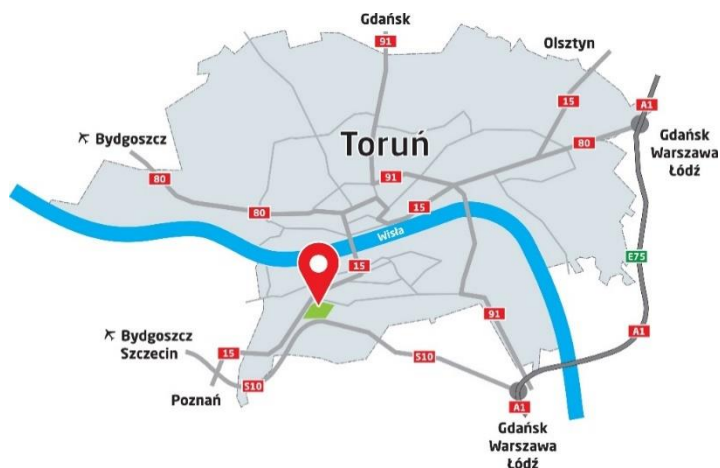 Gdańsk
91
Olsztyn
15
A1
Gdańsk
Warszawa
Łódź
Bydgoszcz
Toruń
80
80
91
80
15
Wisła
15
E75
91
A1
Bydgoszcz
Szczecin
15
S10
S10
Poznań
A1
Gdańsk
Warszawa
Łódź